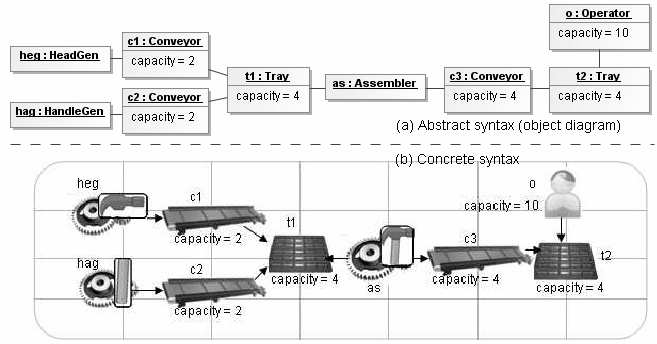 o : Operator
capacity = 10
c1 : Conveyor
capacity = 2
heg : HeadGen
t1 : Tray
capacity = 4
as : Assembler
c3 : Conveyor
capacity = 4
t2 : Tray
capacity = 4
c2 : Conveyor
capacity = 2
hag : HandleGen
(a) Abstract syntax (object diagram)
(b) Concrete syntax
heg
c1
capacity = 2
t1
capacity = 4
o
capacity = 10
c3
capacity = 4
t2
capacity = 4
hag
c2
capacity = 2
as